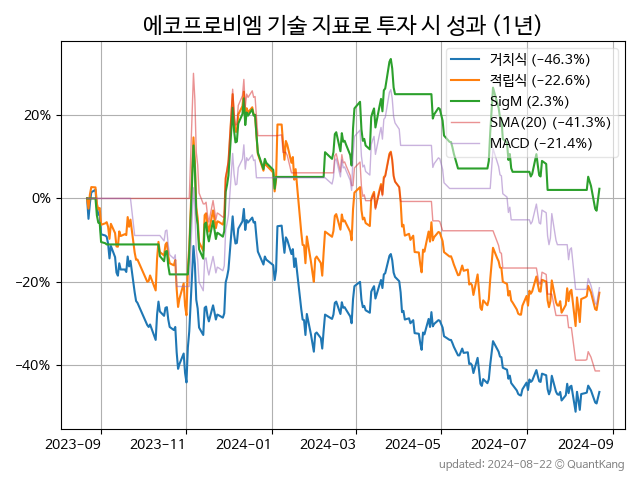 에코프로비엠 기술 지표로 투자 시 성과 (1년)
거치식 (−46.3%)
적립식 (−22.6%)
SigM (2.3%)
SMA(20) (−41.3%)
MACD (−21.4%)
20%
0%
−20%
−40%
2023−09 2023−11 2024−01 2024−03 2024−05 2024−07 2024−09
updated: 2024−08−22 © QuantKang